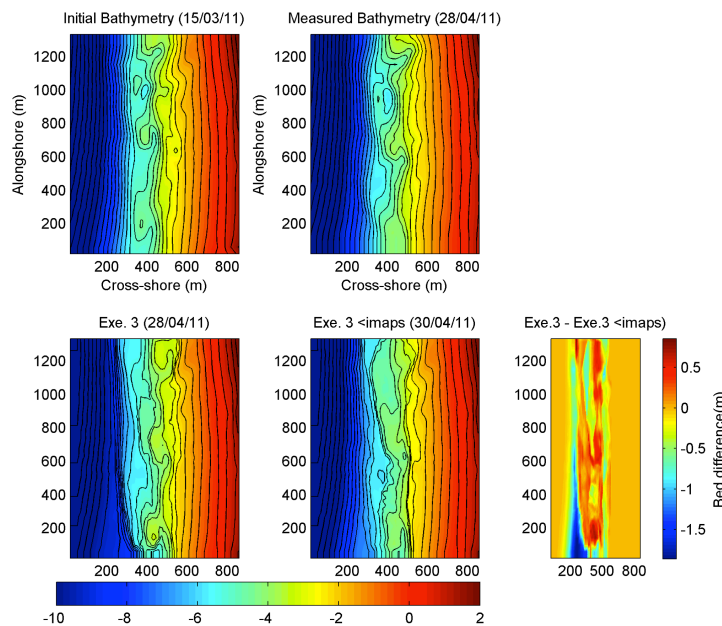 Initial Bathymetry (15/03/11)
Measured Bathymetry (28/04/11)
Alongshore (m)
1200
1000
800
600
400
200
200 400 600 800
Cross-shore (m)
Alongshore (m)
1200
1000
800
600
400
200
200 400 600 800
Cross-shore (m)
Exe. 3 (28/04/11)
Exe. 3 <imaps (30/04/11)
Exe.3 - Exe.3 <imaps)
1200
1000
800
600
400
200
1200
1000
800
600
400
200
200 400 600 800
1200
1000
800
600
400
200
200 500 800
0.5
0
-0.5
-1
-1.5
Bed difference(m)
-10 -8 -6 -4 -2 0 2